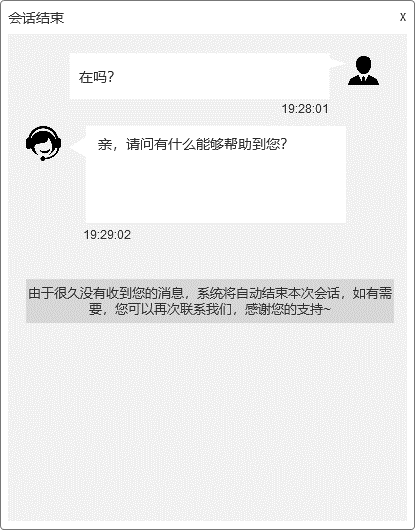 会话结束 X
在吗？
19:28:01
亲，请问有什么能够帮助到您？
19:29:02
由于很久没有收到您的消息，系统将自动结束本次会话，如有需
要，您可以再次联系我们，感谢您的支持~